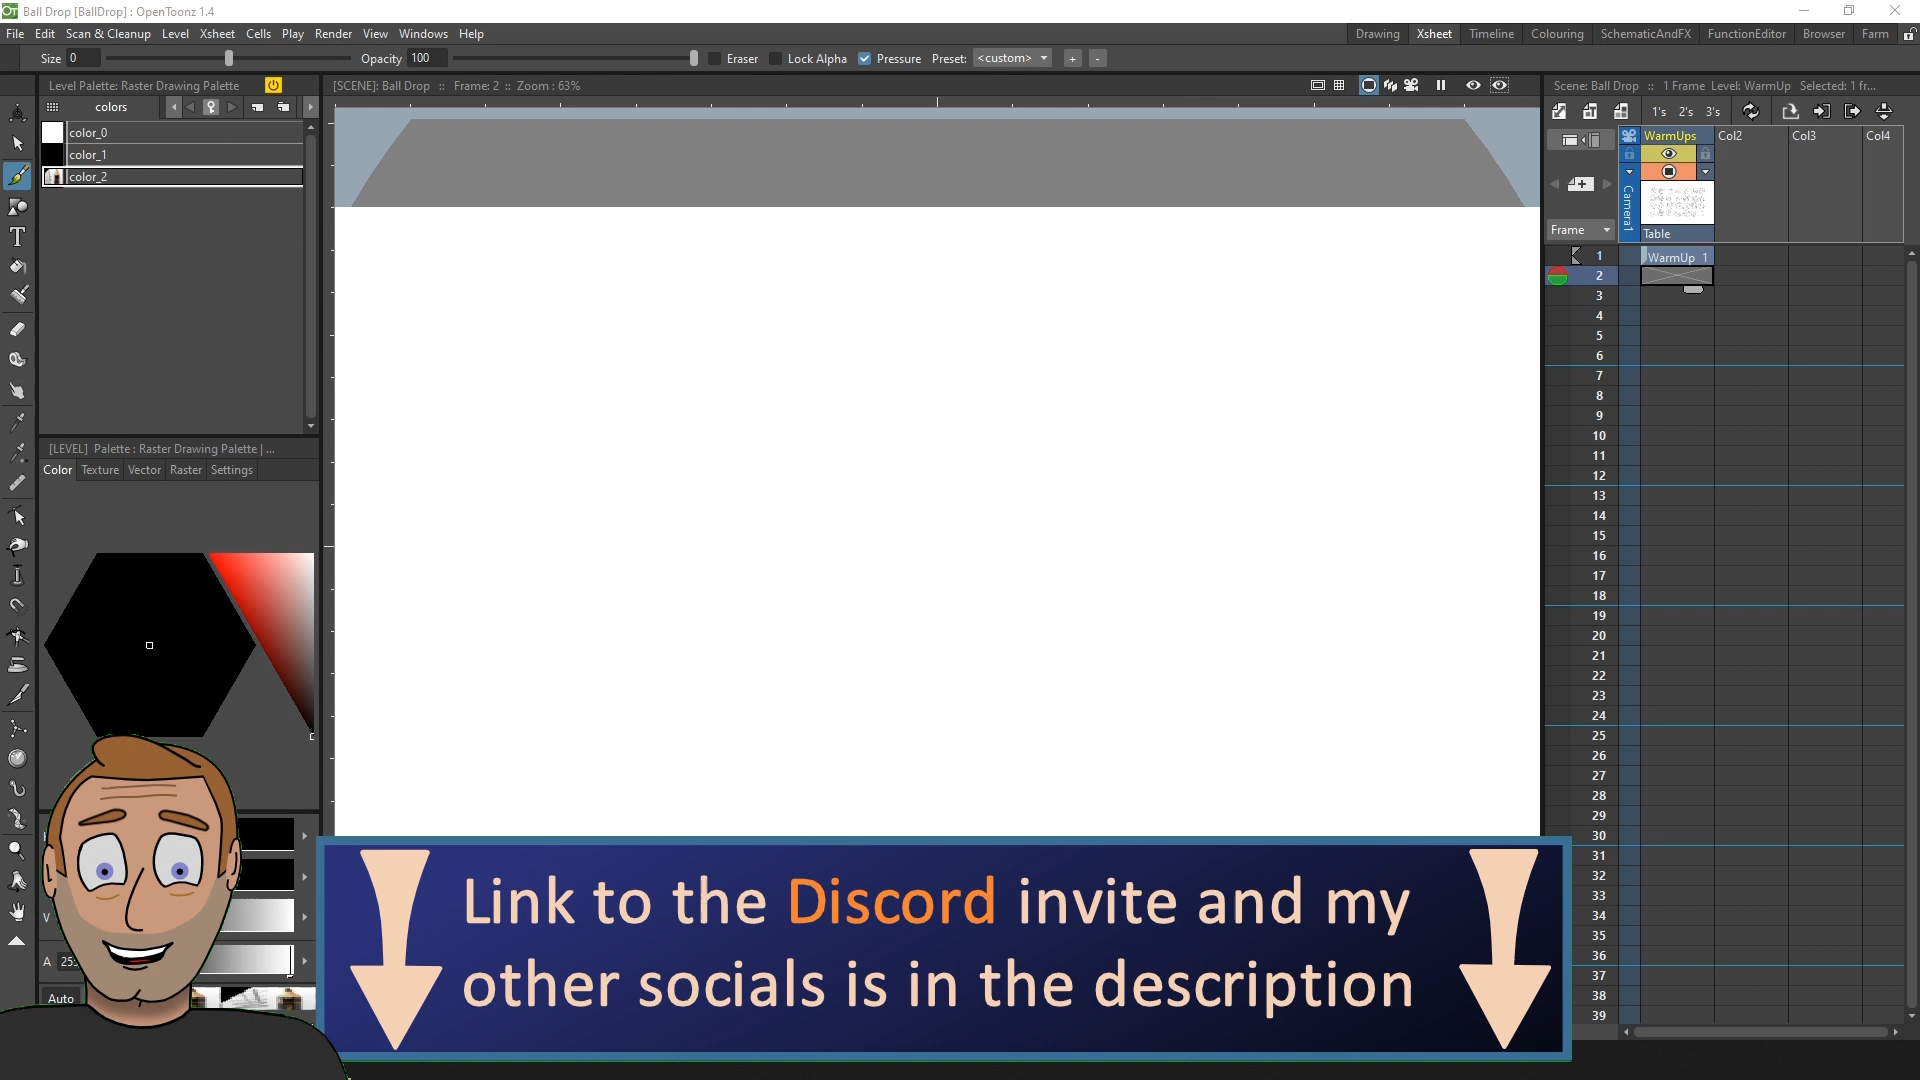 Ball Drop [BallDrop] : OpenToonz 1.4
File Edit Scan & Cleanup Level Xsheet Cells Play Render View Windows Help
Drawing Xsheet Timeline Colouring SchematicAndFX FunctionEditor Browser Farm
Size 0 Opacity 100 Eraser Lock Alpha Pressure Preset: <custom> + -
Level Palette: Raster Drawing Palette
[SCENE]: Ball Drop :: Frame: 2 :: Zoom : 63%
Scene: Ball Drop :: 1 Frame Level: WarmUp Selected: 1 fr...
colors
1's 2's 3's
color_0
color_1
color_2
WarmUps Col2 Col3 Col4
Camera1
Frame
Table
WarmUp 1
1
2
3
4
5
6
7
8
9
10
11
12
13
14
15
16
17
18
19
20
21
22
23
24
25
26
27
28
29
30
31
32
33
34
35
36
37
38
39
[LEVEL] Palette : Raster Drawing Palette | ...
Color Texture Vector Raster Settings
V
A
Auto
Link to the Discord invite and my
other socials is in the description